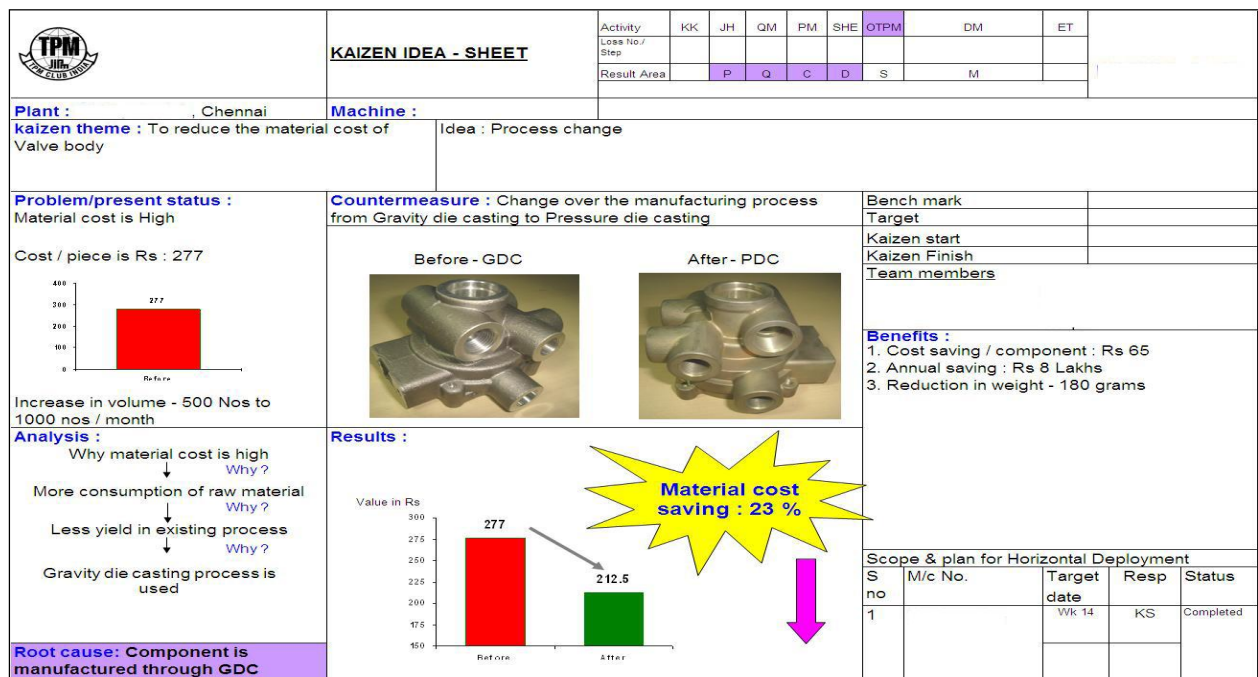 TPM
JIPM
TPM CLUB INDIA
KAIZEN IDEA - SHEET
Activity KK JH QM PM SHE OTPM DM ET
Loss No./
Step
Result Area P Q C D S M
Plant : , Chennai
Machine :
kaizen theme : To reduce the material cost of
Valve body
Idea : Process change
Problem/present status :
Material cost is High
Cost / piece is Rs : 277
400
300
200
100
0
277
Before
Increase in volume - 500 Nos to
1000 nos / month
Countermeasure : Change over the manufacturing process
from Gravity die casting to Pressure die casting
Before - GDC
After - PDC
Bench mark
Target
Kaizen start
Kaizen Finish
Team members
Benefits :
1. Cost saving / component : Rs 65
2. Annual saving : Rs 8 Lakhs
3. Reduction in weight - 180 grams
Analysis :
Why material cost is high
Why ?
More consumption of raw material
Why ?
Less yield in existing process
Why ?
Gravity die casting process is
used
Root cause: Component is
manufactured through GDC
Results :
Value in Rs
300
275
250
225
200
175
150
277
212.5
Before
After
Material cost
saving : 23 %
Scope & plan for Horizontal Deployment
S
no
M/c No.
Target
date
Resp
Status
1 Wk 14 KS Completed